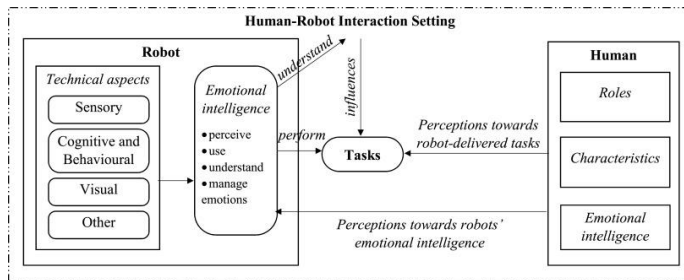 Human-Robot Interaction Setting
Robot
Technical aspects
Sensory
Cognitive and
Behavioural
Visual
Other
Emotional
intelligence
• perceive
• use
• understand
• manage
emotions
understand
perform
influences
Tasks
Perceptions towards
robot-delivered tasks
Perceptions towards robots’
emotional intelligence
Human
Roles
Characteristics
Emotional
intelligence